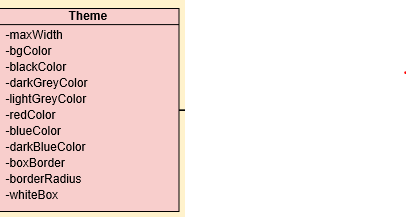 Theme
-maxWidth
-bgColor
-blackColor
-darkGreyColor
-lightGreyColor
-redColor
-blueColor
-darkBlueColor
-boxBorder
-borderRadius
-whiteBox